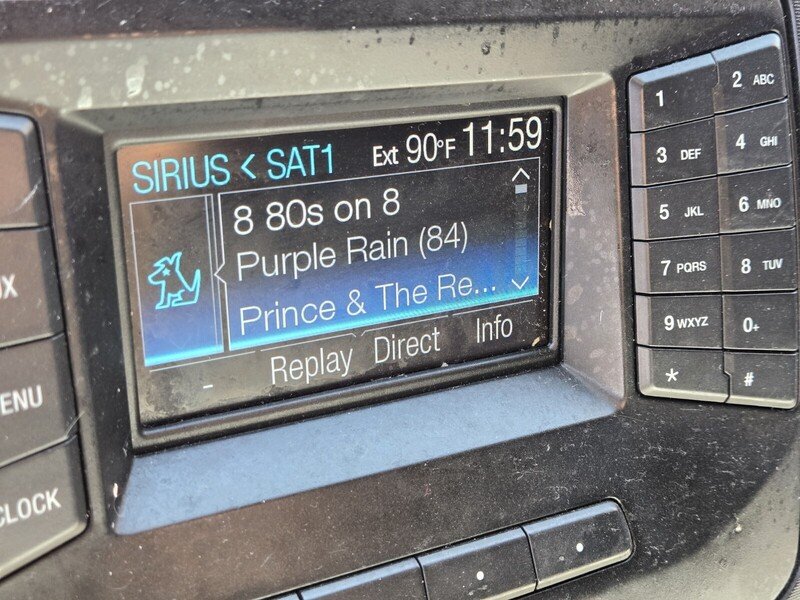 SIRIUS < SAT1 Ext 90°F 11:59
8 80s on 8
Purple Rain (84)
Prince & The Re...
- Replay Direct Info
MENU
CLOCK
1 2 ABC
3 DEF 4 GHI
5 JKL 6 MNO
7 PQRS 8 TUV
9 WXYZ 0+
* #